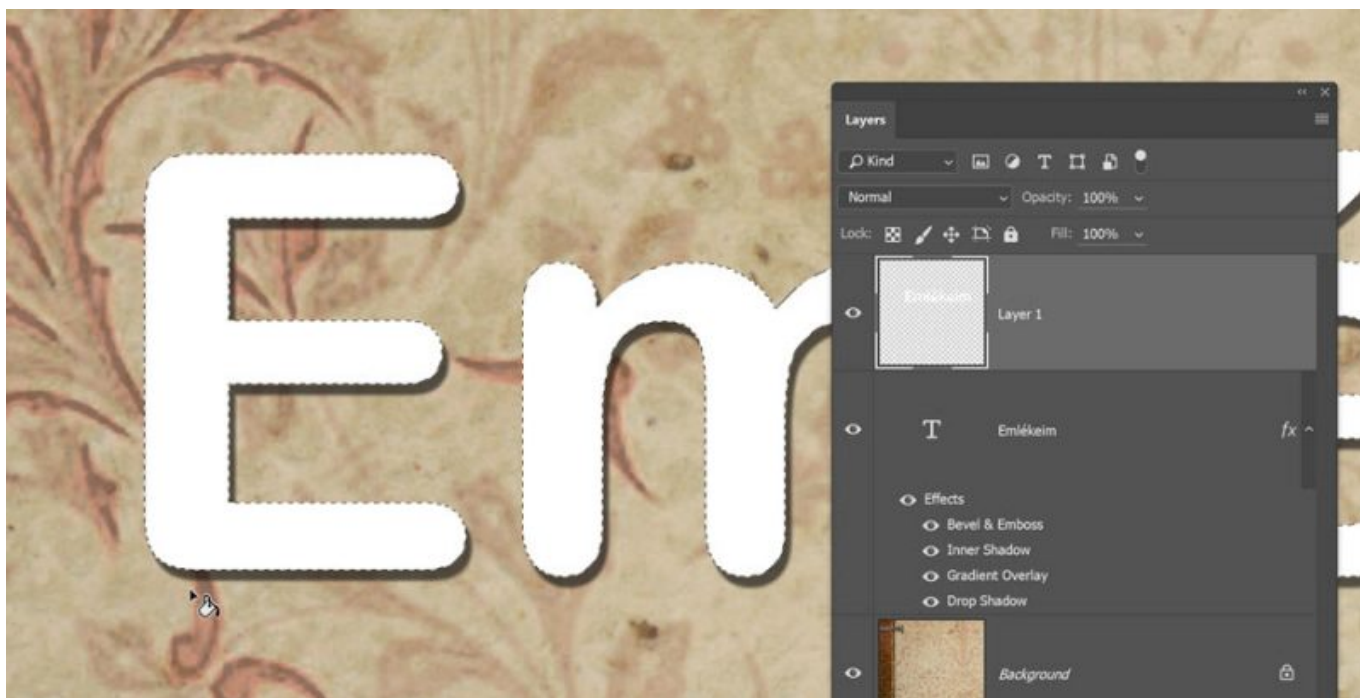 Em
Layers
Kind
T
Normal
Opacity: 100%
Lock:
Fill: 100%
Emlékeim
Layer 1
T
Emlékeim
fx
Effects
Bevel & Emboss
Inner Shadow
Gradient Overlay
Drop Shadow
Background